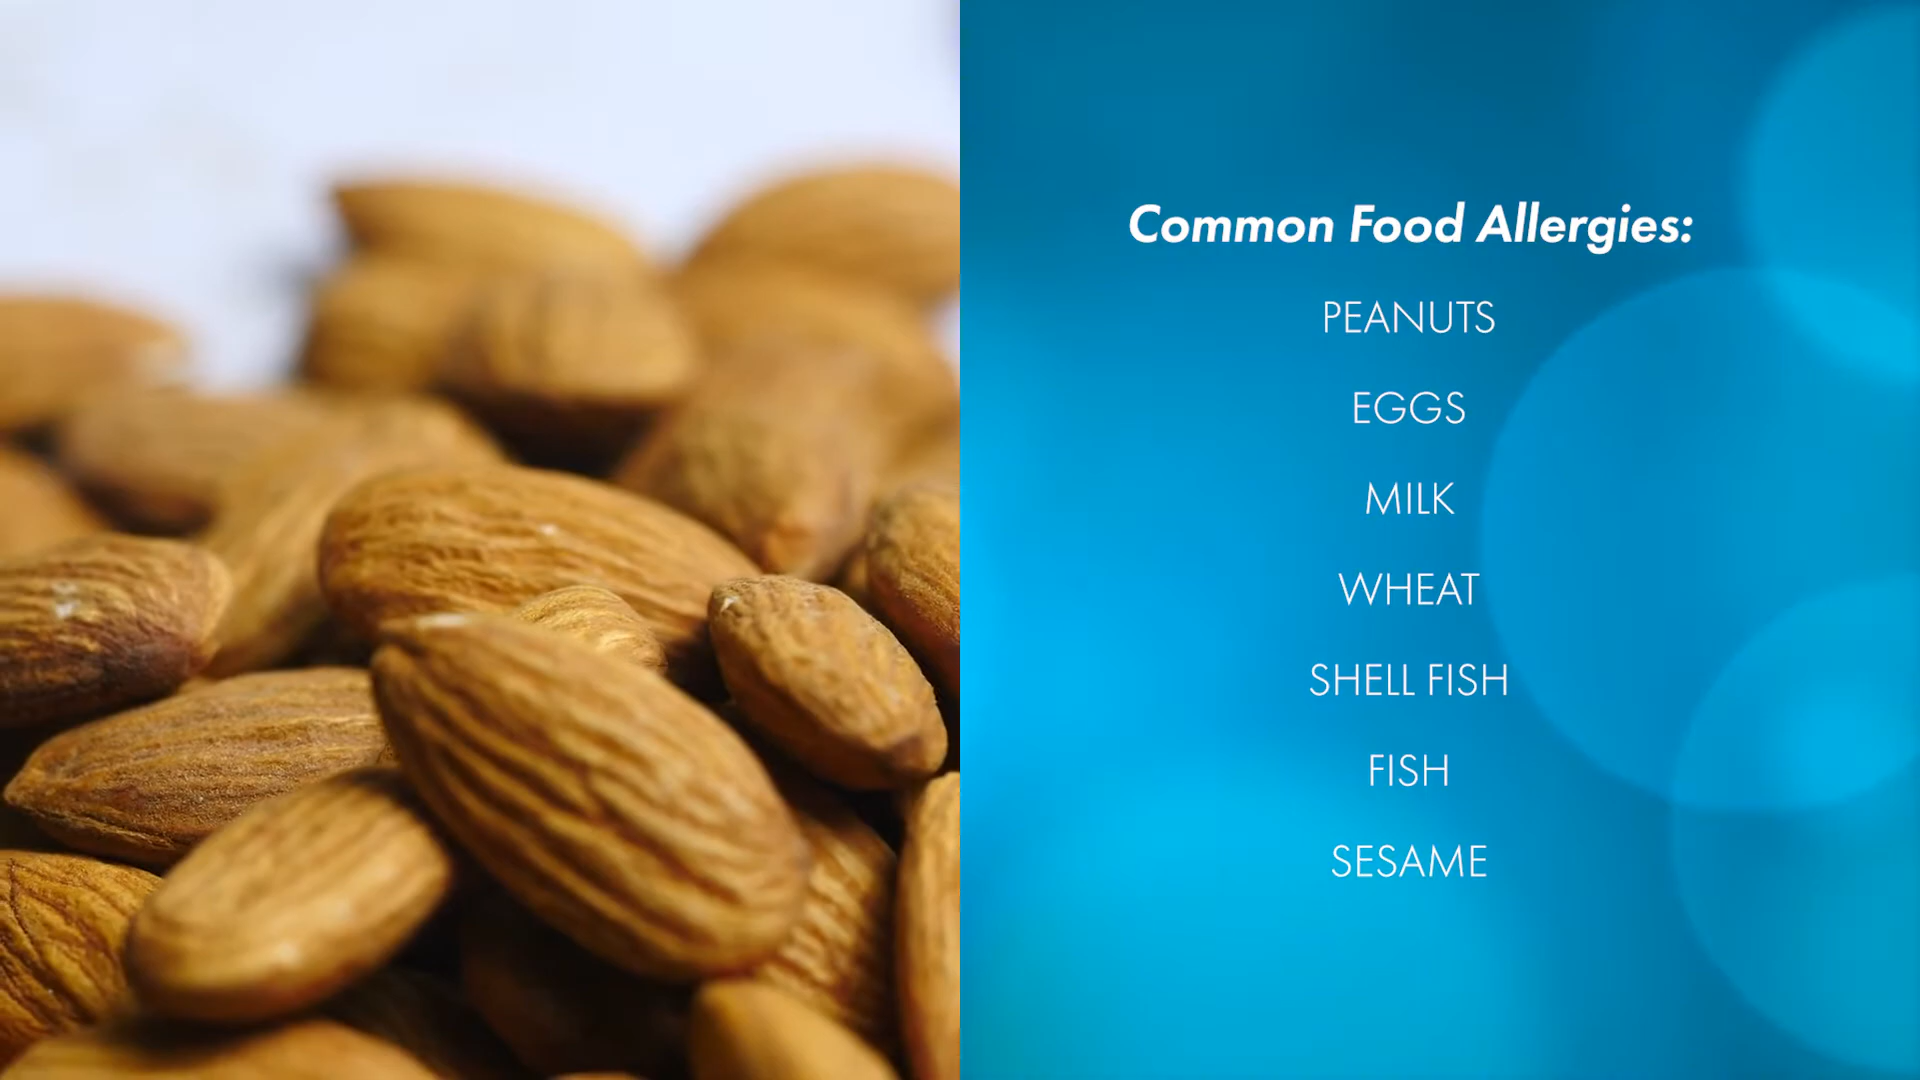 Common Food Allergies:
PEANUTS
EGGS
MILK
WHEAT
SHELL FISH
FISH
SESAME